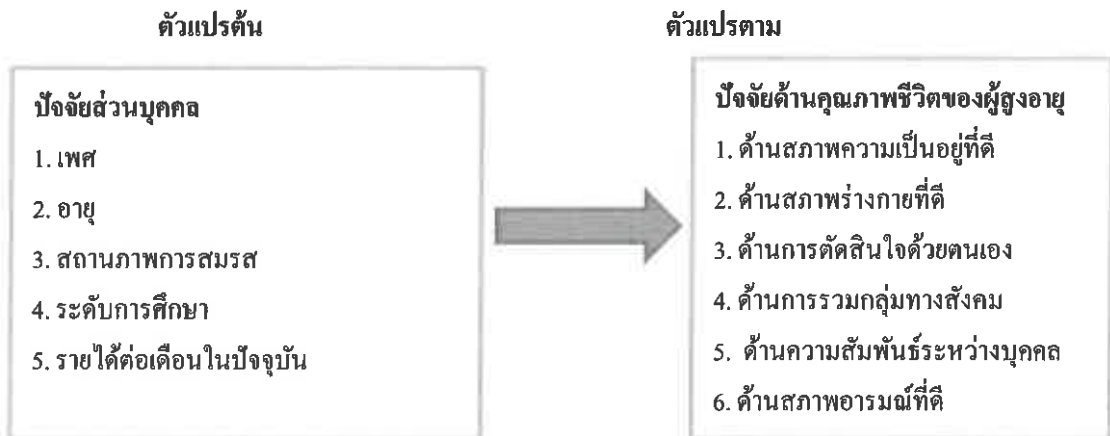 ตัวแปรต้น
ตัวแปรตาม
ปัจจัยส่วนบุคคล
1. เพศ
2. อายุ
3. สถานภาพการสมรส
4. ระดับการศึกษา
5. รายได้ต่อเดือนในปัจจุบัน
ปัจจัยด้านคุณภาพชีวิตของผู้สูงอายุ
1. ด้านสภาพความเป็นอยู่ที่ดี
2. ด้านสภาพร่างกายที่ดี
3. ด้านการตัดสินใจด้วยตนเอง
4. ด้านการรวมกลุ่มทางสังคม
5. ด้านความสัมพันธ์ระหว่างบุคคล
6. ด้านสภาพอารมณ์ที่ดี